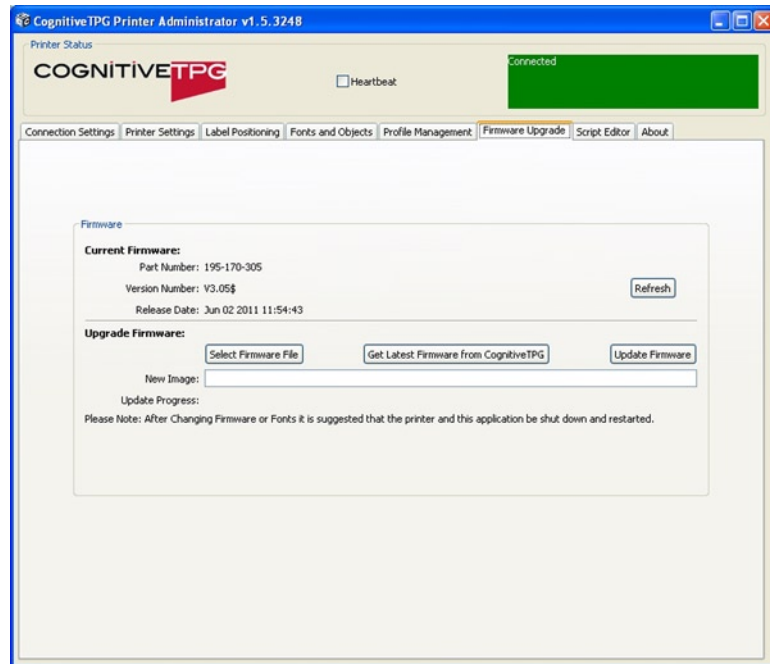 CognitiveTPG Printer Administrator v1.5.3248
Printer Status
COGNITIVETPG
Heartbeat
Connected
Connection Settings Printer Settings Label Positioning Fonts and Objects Profile Management Firmware Upgrade Script Editor About
Firmware
Current Firmware:
Part Number: 195-170-305
Version Number: V3.05$
Refresh
Release Date: Jun 02 2011 11:54:43
Upgrade Firmware:
Select Firmware File Get Latest Firmware from CognitiveTPG Update Firmware
New Image:
Update Progress:
Please Note: After Changing Firmware or Fonts it is suggested that the printer and this application be shut down and restarted.